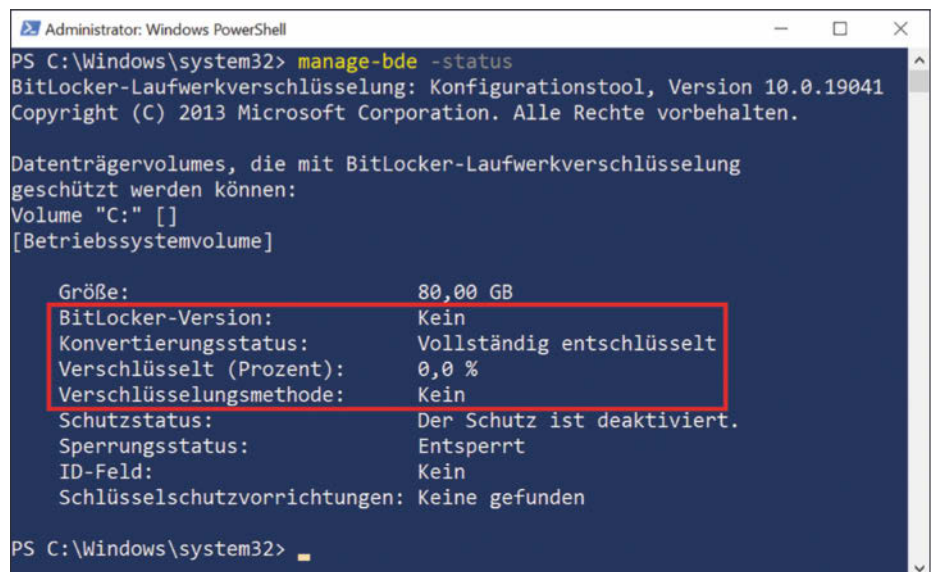 Administrator: Windows PowerShell
PS C:\Windows\system32> manage-bde -status
BitLocker-Laufwerkverschlüsselung: Konfigurationstool, Version 10.0.19041
Copyright (C) 2013 Microsoft Corporation. Alle Rechte vorbehalten.
Datenträgervolumes, die mit BitLocker-Laufwerkverschlüsselung
geschützt werden können:
Volume "C:" []
[Betriebssystemvolume]
Größe: 80,00 GB
BitLocker-Version: Kein
Konvertierungsstatus: Vollständig entschlüsselt
Verschlüsselt (Prozent): 0,0 %
Verschlüsselungsmethode: Kein
Schutzstatus: Der Schutz ist deaktiviert.
Sperrungsstatus: Entsperrt
ID-Feld: Kein
Schlüsselschutzvorrichtungen: Keine gefunden
PS C:\Windows\system32>